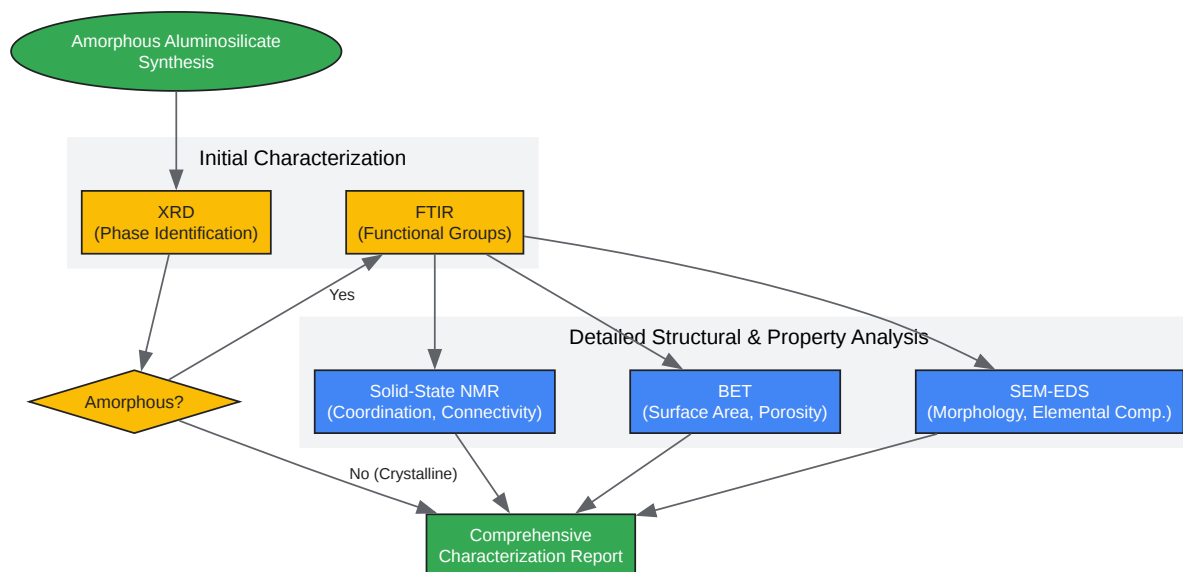 Amorphous Aluminosilicate
Synthesis
Initial Characterization
XRD
(Phase Identification)
FTIR
(Functional Groups)
Yes
Detailed Structural & Property Analysis
Amorphous?
Solid-State NMR
(Coordination, Connectivity)
BET
(Surface Area, Porosity)
SEM-EDS
(Morphology, Elemental Comp.)
No (Crystalline)
Comprehensive
Characterization Report